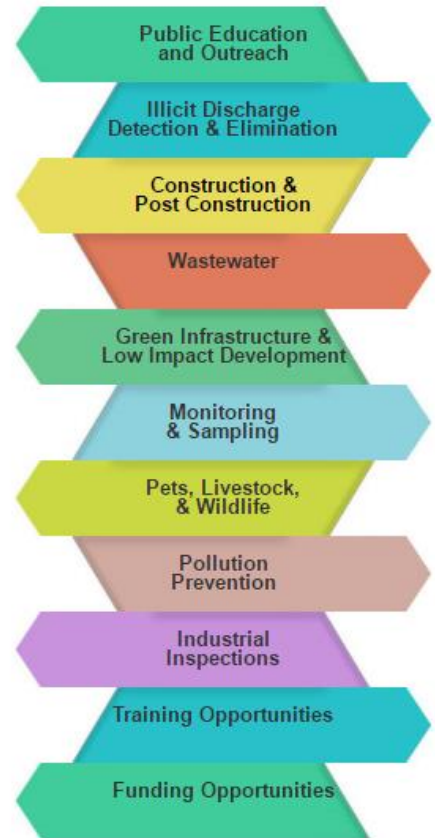 Public Education
and Outreach
Illicit Discharge
Detection & Elimination
Construction &
Post Construction
Wastewater
Green Infrastructure &
Low Impact Development
Monitoring
& Sampling
Pets, Livestock,
& Wildlife
Pollution
Prevention
Industrial
Inspections
Training Opportunities
Funding Opportunities